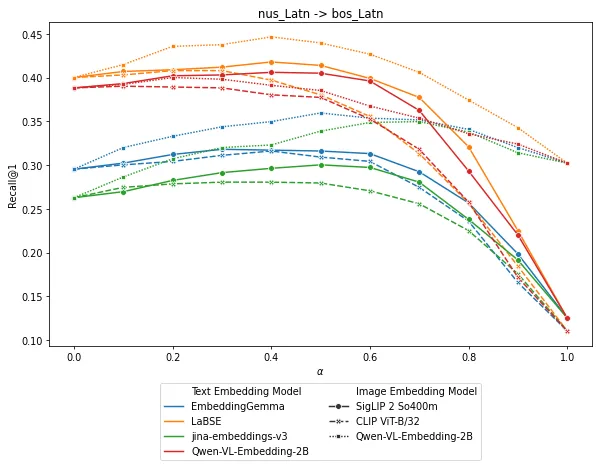 nus_Latn -> bos_Latn
Recall@1
0.45
0.40
0.35
0.30
0.25
0.20
0.15
0.10
0.0 0.2 0.4 0.6 0.8 1.0
α
Text Embedding Model Image Embedding Model
EmbeddingGemma SigLIP 2 So400m
LaBSE CLIP ViT-B/32
jina-embeddings-v3 Qwen-VL-Embedding-2B
Qwen-VL-Embedding-2B